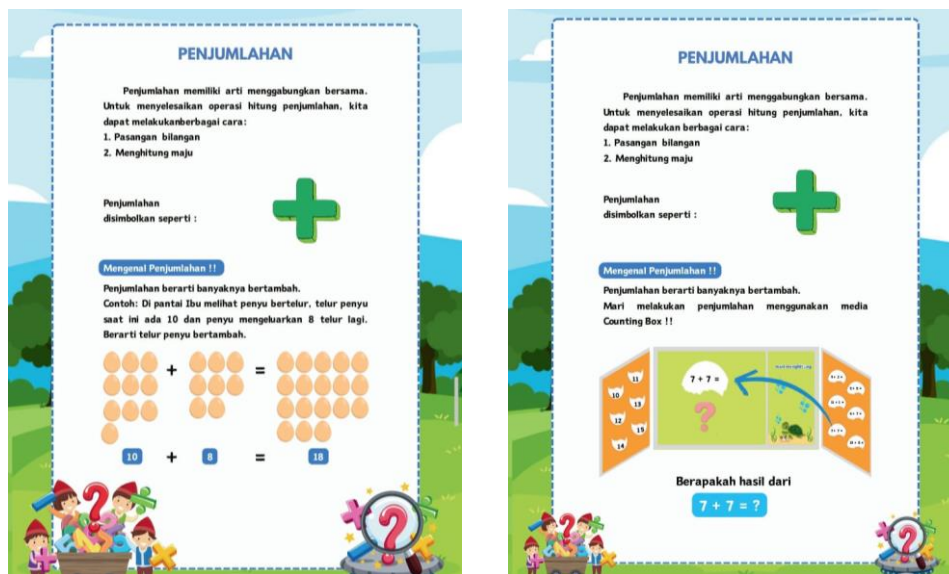 PENJUMLAHAN
Penjumlahan memiliki arti menggabungkan bersama.
Untuk menyelesaikan operasi hitung penjumlahan, kita
dapat melakukanberbagai cara:
1. Pasangan bilangan
2. Menghitung maju
Penjumlahan
disimbolkan seperti :
Mengenal Penjumlahan !!
Penjumlahan berarti banyaknya bertambah.
Contoh: Di pantai Ibu melihat penyu bertelur, telur penyu
saat ini ada 10 dan penyu mengeluarkan 8 telur lagi.
Berarti telur penyu bertambah.
+ =
10 + 8 = 18
PENJUMLAHAN
Penjumlahan memiliki arti menggabungkan bersama.
Untuk menyelesaikan operasi hitung penjumlahan, kita
dapat melakukan berbagai cara:
1. Pasangan bilangan
2. Menghitung maju
Penjumlahan
disimbolkan seperti :
Mengenal Penjumlahan !!
Penjumlahan berarti banyaknya bertambah.
Mari melakukan penjumlahan menggunakan media
Counting Box !!
11
10
13
12
15
14
7 + 7 =
?
Berapakah hasil dari
7 + 7 = ?